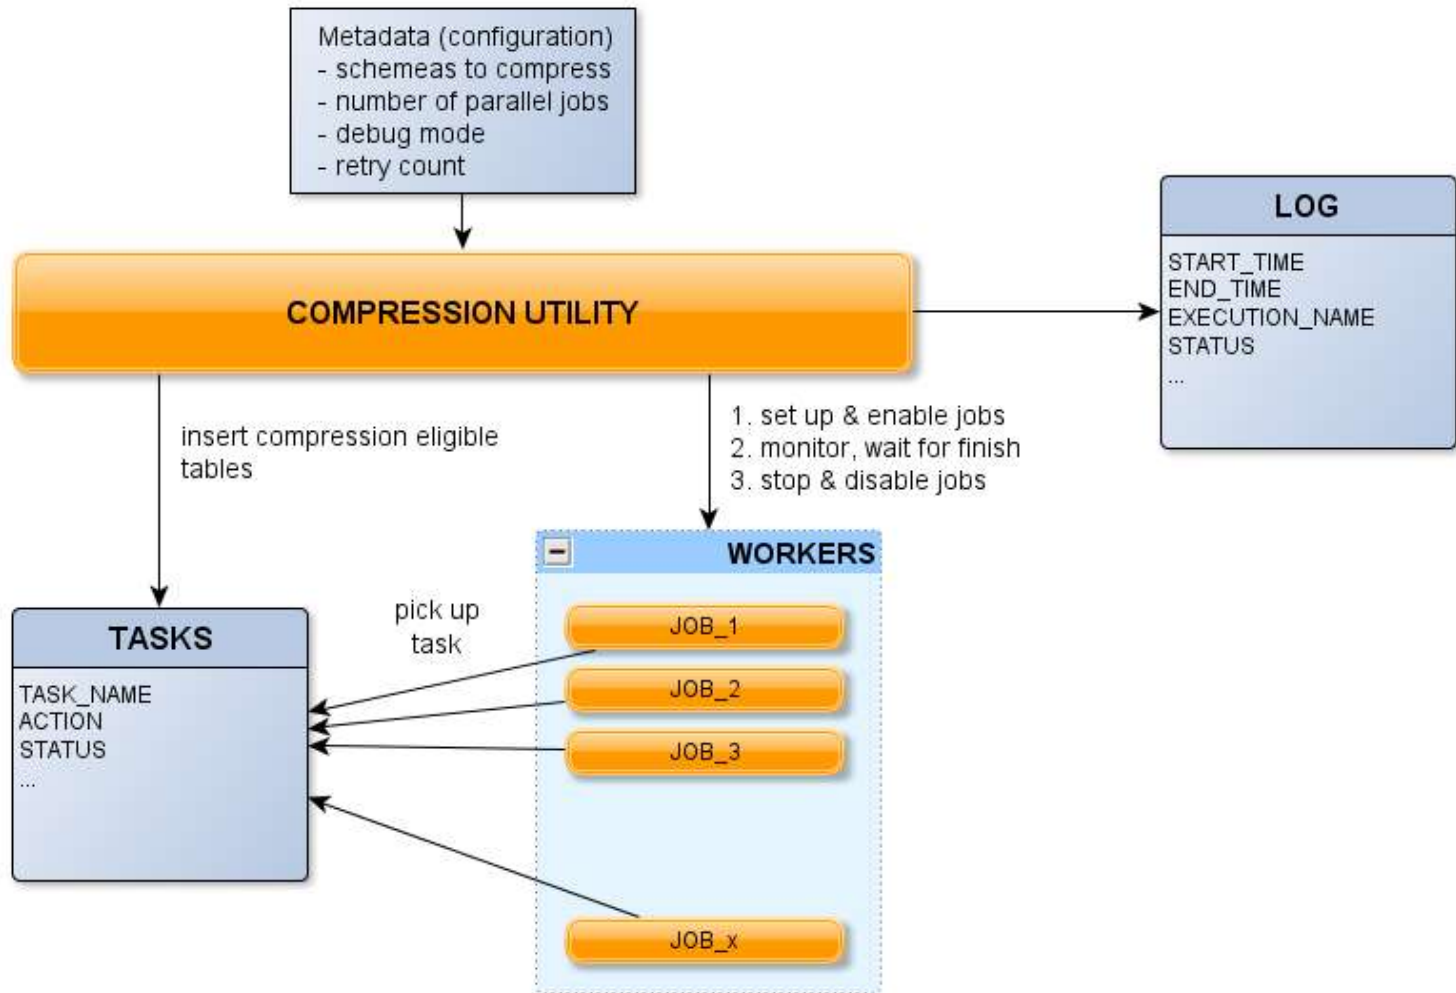 Metadata (configuration)
- schemeas to compress
- number of parallel jobs
- debug mode
- retry count
LOG
START_TIME
END_TIME
EXECUTION_NAME
STATUS
...
COMPRESSION UTILITY
insert compression eligible
tables
1. set up & enable jobs
2. monitor, wait for finish
3. stop & disable jobs
WORKERS
pick up
task
JOB_1
JOB_2
JOB_3
JOB_x
TASKS
TASK_NAME
ACTION
STATUS
...